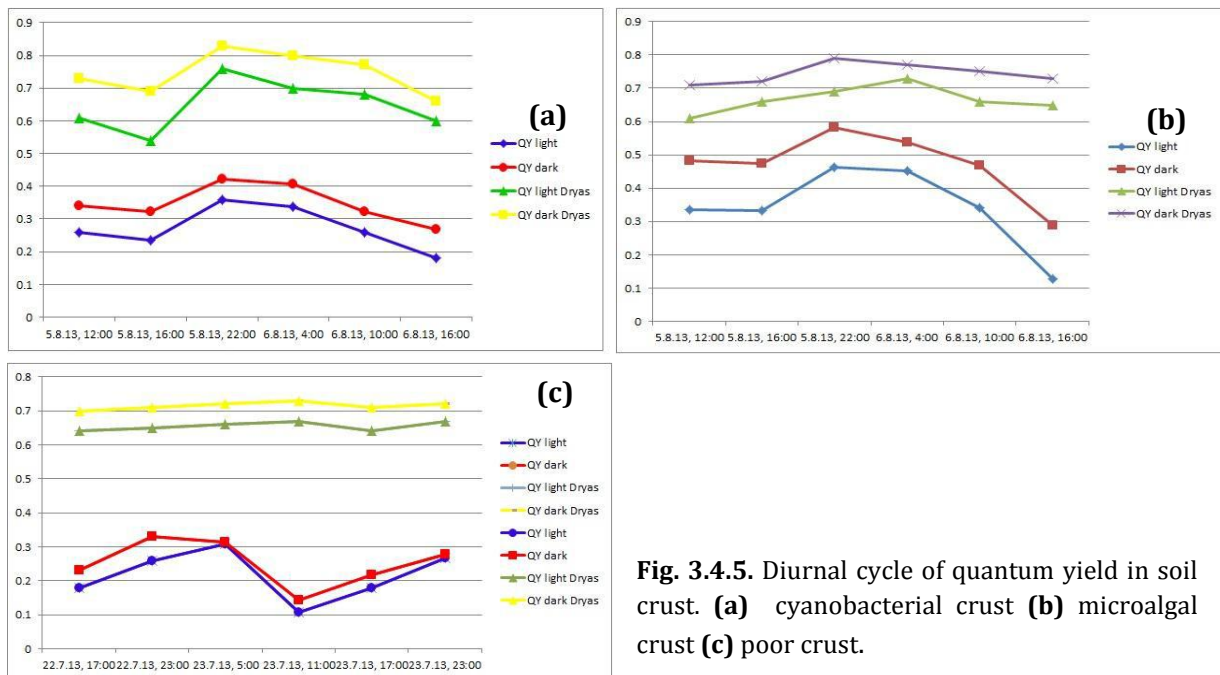 0.9
0.8
0.7
0.6
0.5
0.4
0.3
0.2
0.1
0
5.8.13, 12:00 5.8.13, 16:00 5.8.13, 22:00 6.8.13, 4:00 6.8.13, 10:00 6.8.13, 16:00
(a)
QY light
QY dark
QY light Dryas
QY dark Dryas
0.9
0.8
0.7
0.6
0.5
0.4
0.3
0.2
0.1
0
5.8.13, 12:00 5.8.13, 16:00 5.8.13, 22:00 6.8.13, 4:00 6.8.13, 10:00 6.8.13, 16:00
(b)
QY light
QY dark
QY light Dryas
QY dark Dryas
0.8
0.7
0.6
0.5
0.4
0.3
0.2
0.1
0
22.7.13, 17:00 22.7.13, 23:00 23.7.13, 5:00 23.7.13, 11:00 23.7.13, 17:00 23.7.13, 23:00
(c)
QY light
QY dark
QY light Dryas
QY dark Dryas
QY light
QY dark
QY light Dryas
QY dark Dryas
Fig. 3.4.5. Diurnal cycle of quantum yield in soil
crust. (a) cyanobacterial crust (b) microalgal
crust (c) poor crust.